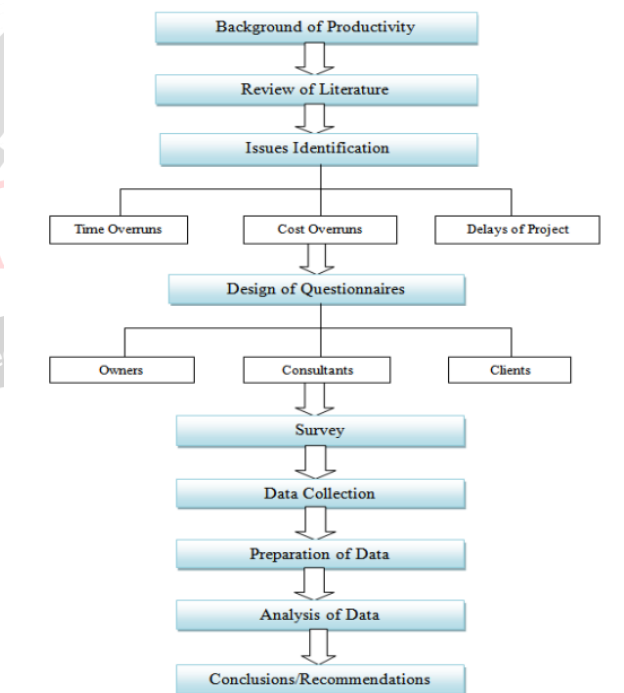 Background of Productivity
Review of Literature
Issues Identification
Time Overruns
Cost Overruns
Delays of Project
Design of Questionnaires
Owners
Consultants
Clients
Survey
Data Collection
Preparation of Data
Analysis of Data
Conclusions/Recommendations